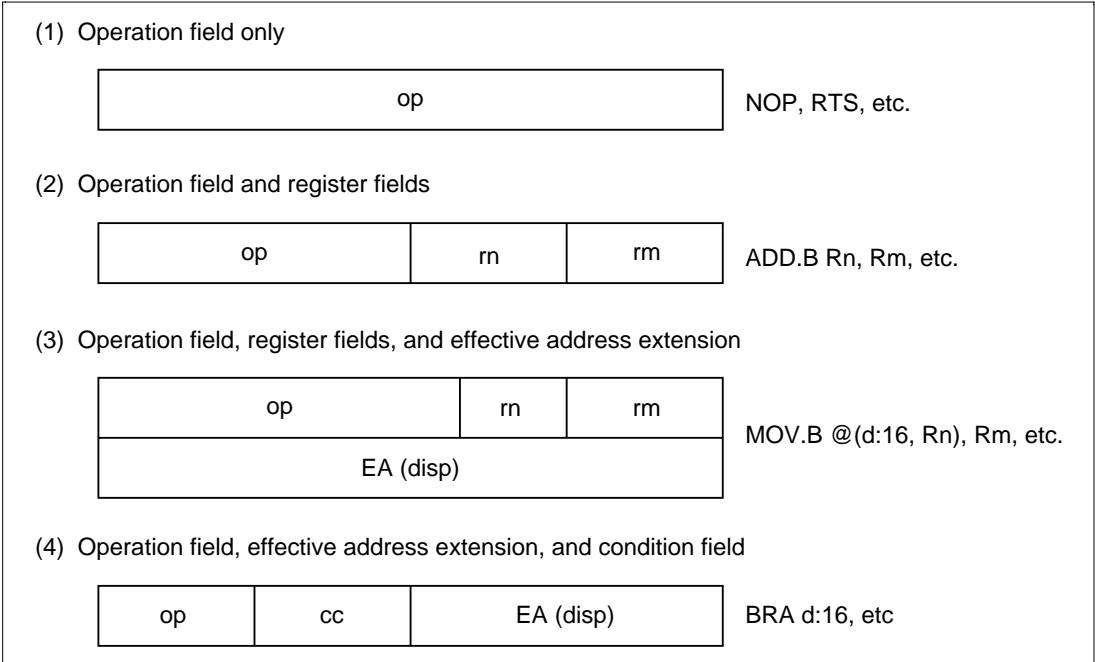 (1) Operation field only
op
NOP, RTS, etc.
(2) Operation field and register fields
op rn rm
ADD.B Rn, Rm, etc.
(3) Operation field, register fields, and effective address extension
op rn rm
EA (disp)
MOV.B @(d:16, Rn), Rm, etc.
(4) Operation field, effective address extension, and condition field
op cc EA (disp)
BRA d:16, etc